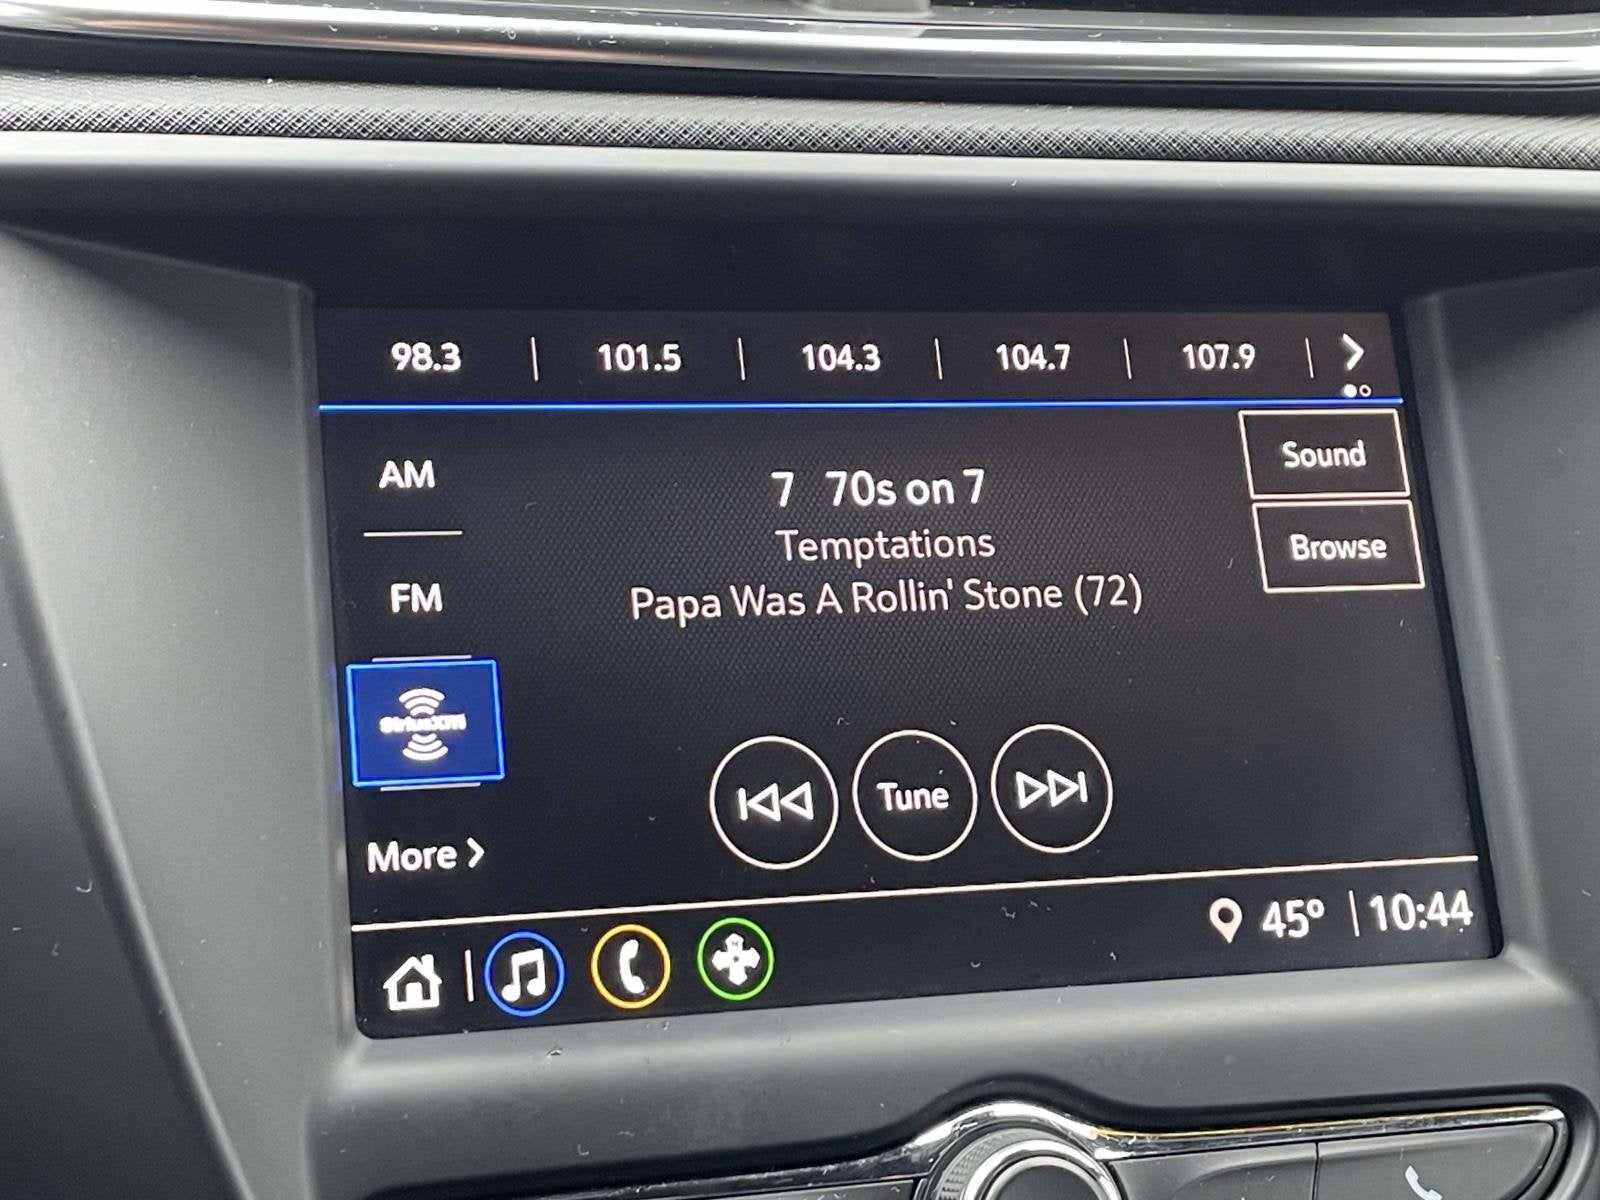 98.3 | 101.5 | 104.3 | 104.7 | 107.9 |
AM
FM
SiriusXM
More
7 70s on 7
Temptations
Papa Was A Rollin' Stone (72)
Sound
Browse
Tune
45° | 10:44